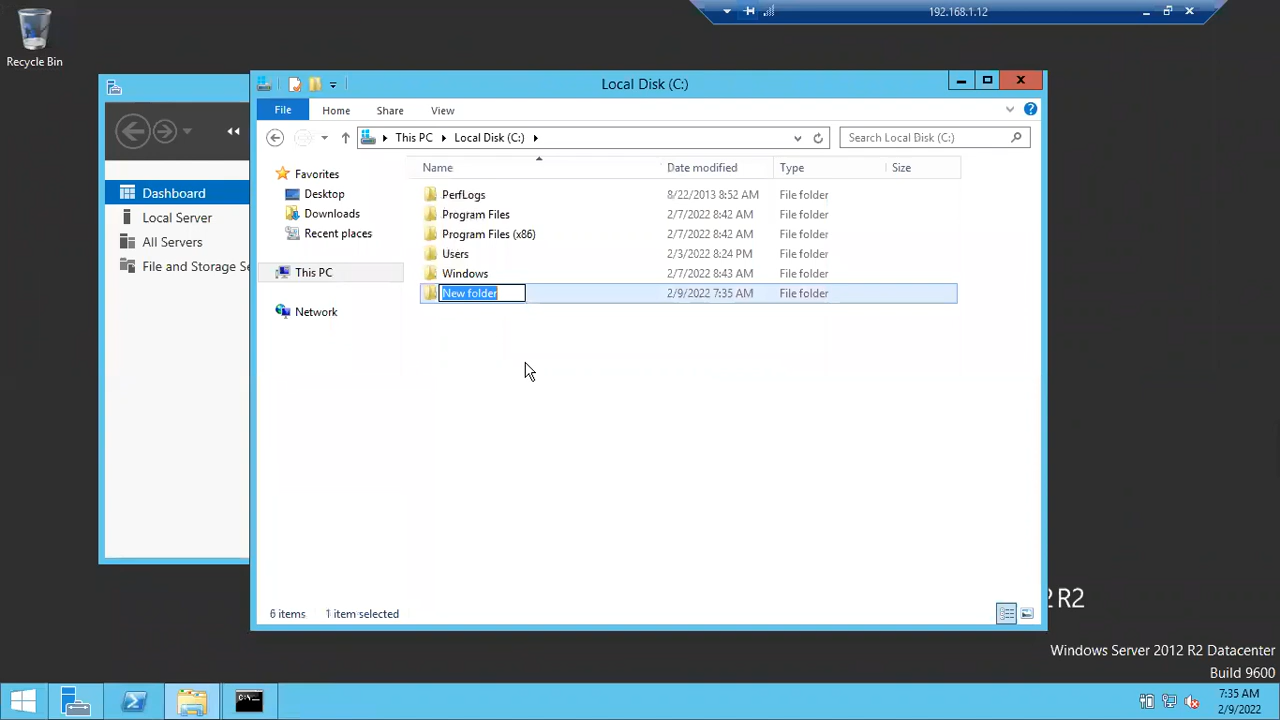 192.168.1.12
Recycle Bin
Local Disk (C:)
File
Home
Share
View
This PC
Local Disk (C:)
Search Local Disk (C:)
Dashboard
Local Server
All Servers
File and Storage Se
Favorites
Desktop
Downloads
Recent places
This PC
Network
Name
Date modified
Type
Size
PerfLogs
8/22/2013 8:52 AM
File folder
Program Files
2/7/2022 8:42 AM
File folder
Program Files (x86)
2/7/2022 8:42 AM
File folder
Users
2/3/2022 8:24 PM
File folder
Windows
2/7/2022 8:43 AM
File folder
New folder
2/9/2022 7:35 AM
File folder
6 items
1 item selected
2 R2
Windows Server 2012 R2 Datacenter
Build 9600
7:35 AM
2/9/2022